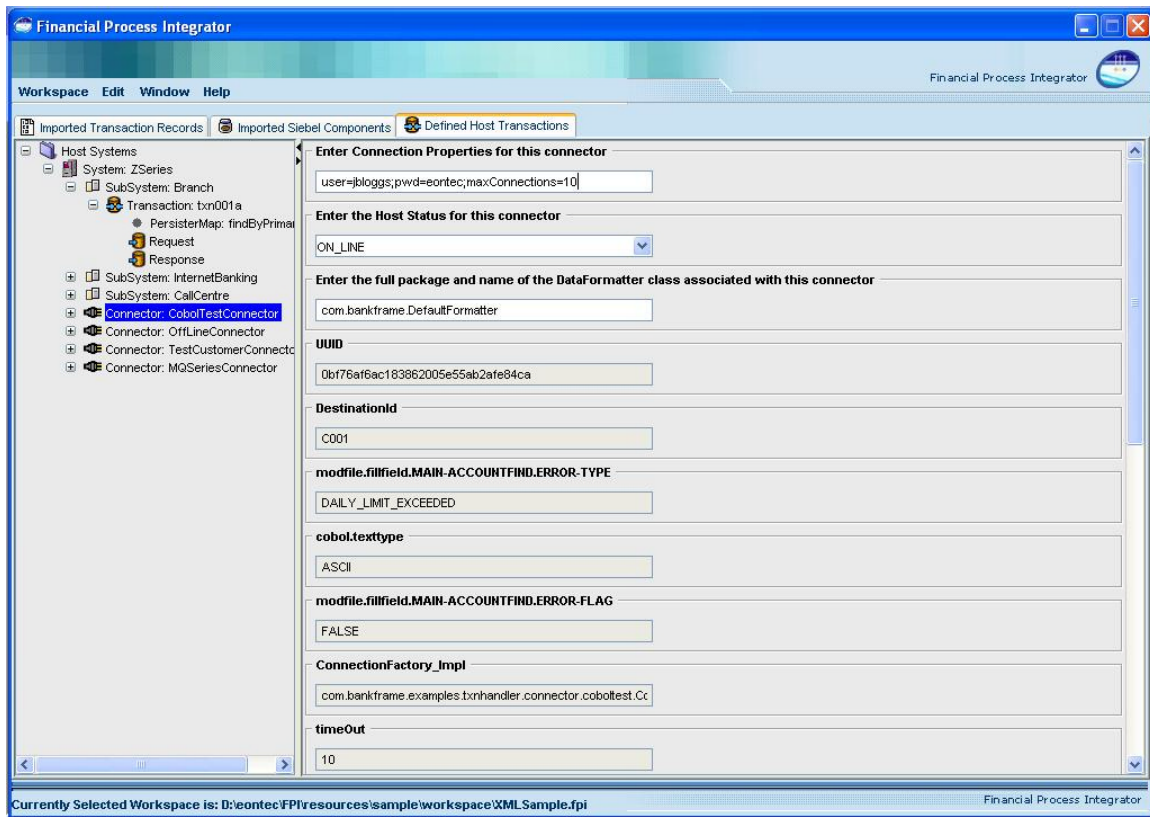 Financial Process Integrator
Financial Process Integrator
Workspace Edit Window Help
Imported Transaction Records Imported Siebel Components Defined Host Transactions
Host Systems
System: ZSeries
SubSystem: Branch
Transaction: txn001a
PersisterMap: findByPrimar
Request
Response
SubSystem: InternetBanking
SubSystem: CallCentre
Connector: CobolTestConnector
Connector: OffLineConnector
Connector: TestCustomerConnecto
Connector: MQSeriesConnector
Enter Connection Properties for this connector
user=jbloggs;pwd=eontec;maxConnections=10
Enter the Host Status for this connector
ON_LINE
Enter the full package and name of the DataFormatter class associated with this connector
com.bankframe.DefaultFormatter
UUID
0bf76af6ac183862005e55ab2afe84ca
DestinationId
C001
modfile.fillfield.MAIN-ACCOUNTFIND.ERROR-TYPE
DAILY_LIMIT_EXCEEDED
cobol.texttype
ASCII
modfile.fillfield.MAIN-ACCOUNTFIND.ERROR-FLAG
FALSE
ConnectionFactory_Impl
com.bankframe.examples.txnhandler.connector.coboltest.Cc
timeOut
10
Currently Selected Workspace is: D:\eontec\FPI\resources\sample\workspace\XMLSample.fpi
Financial Process Integrator